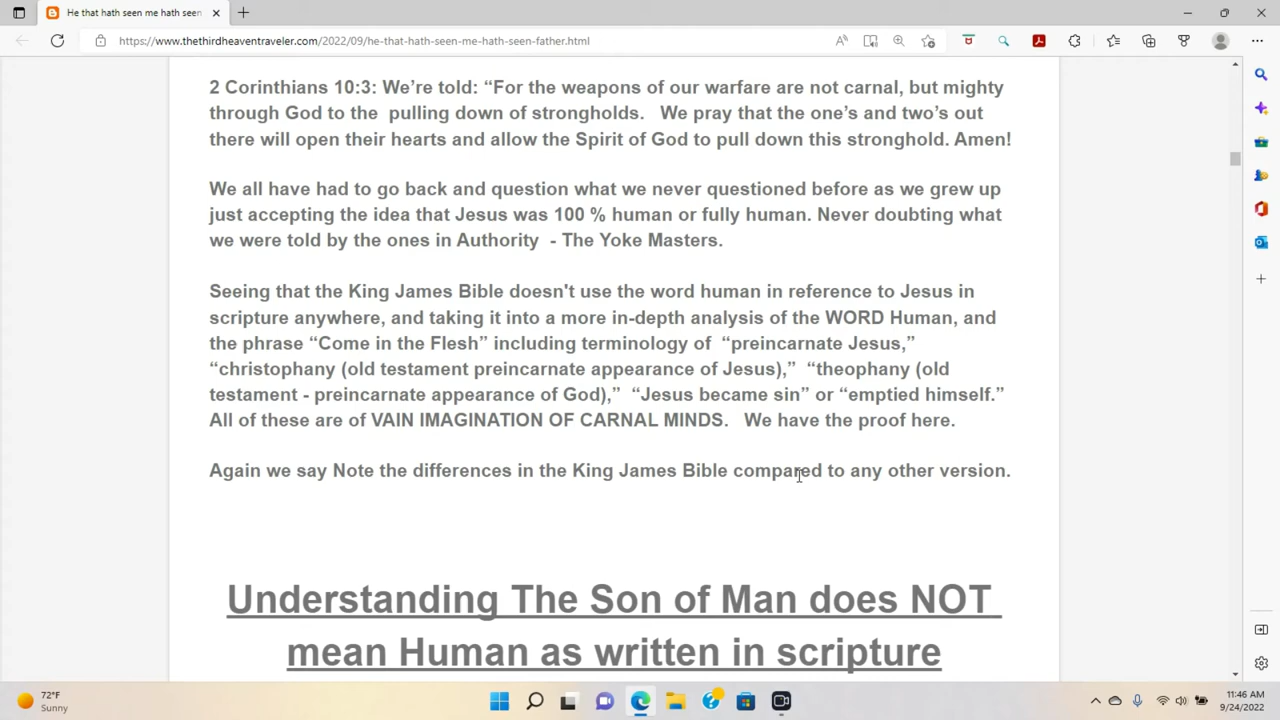 He that hath seen me hath seen
https://www.thethirdheaventraveler.com/2022/09/he-that-hath-seen-me-hath-seen-father.html
2 Corinthians 10:3: We’re told: “For the weapons of our warfare are not carnal, but mighty
through God to the  pulling down of strongholds.   We pray that the one’s and two’s out
there will open their hearts and allow the Spirit of God to pull down this stronghold. Amen!
We all have had to go back and question what we never questioned before as we grew up
just accepting the idea that Jesus was 100 % human or fully human. Never doubting what
we were told by the ones in Authority  - The Yoke Masters.
Seeing that the King James Bible doesn't use the word human in reference to Jesus in
scripture anywhere, and taking it into a more in-depth analysis of the WORD Human, and
the phrase “Come in the Flesh” including terminology of  “preincarnate Jesus,”
“christophany (old testament preincarnate appearance of Jesus),”  “theophany (old
testament - preincarnate appearance of God),”  “Jesus became sin” or “emptied himself.”
All of these are of VAIN IMAGINATION OF CARNAL MINDS.   We have the proof here.
Again we say Note the differences in the King James Bible compared to any other version.
Understanding The Son of Man does NOT
mean Human as written in scripture
72°F
Sunny
11:46 AM
9/24/2022